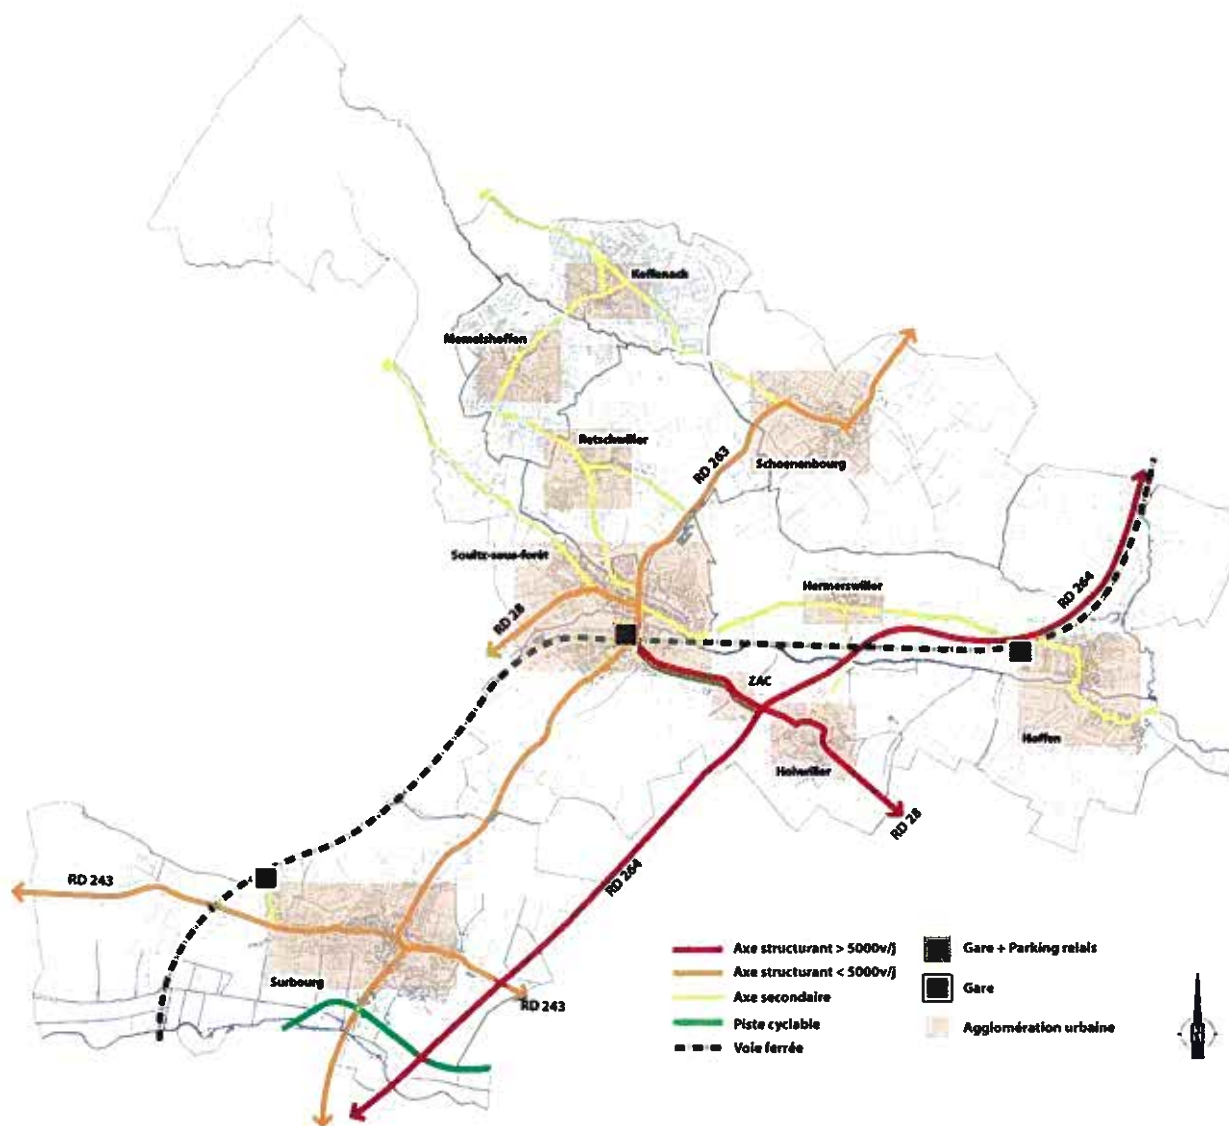 Keffenach
Memelshoffen
Retschwiller
RD 263
Schoenenbourg
Soultz-sous-forêt
Hermerswiller
RD 264
RD 28
ZAC
Hoffen
Hohwiller
RD 28
RD 264
RD 243
Surbourg
RD 243
Axe structurant > 5000v/j
Axe structurant < 5000v/j
Axe secondaire
Piste cyclable
Voie ferrée
Gare + Parking relais
Gare
Agglomération urbaine